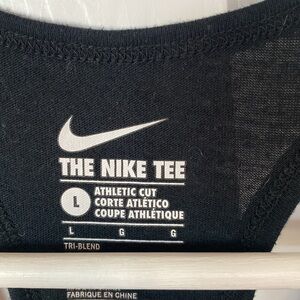 THE NIKE TEE
L
ATHLETIC CUT
CORTE ATLÉTICO
COUPE ATHLÉTIQUE
L G G
TRI-BLEND
FABRIQUÉ EN CHINE